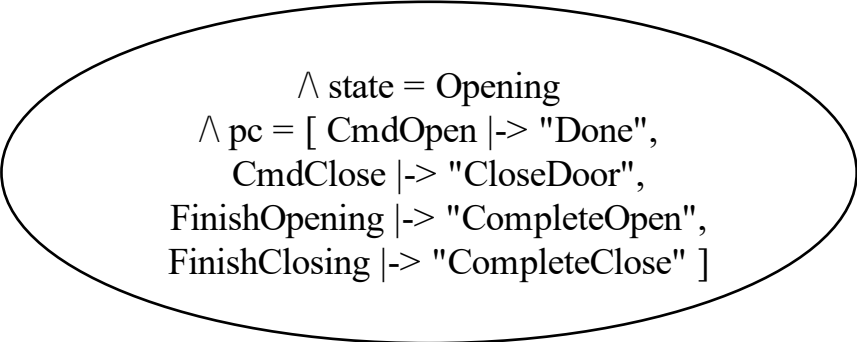 /\ state = Opening
/\ pc = [ CmdOpen |-> "Done",
CmdClose |-> "CloseDoor",
FinishOpening |-> "CompleteOpen",
FinishClosing |-> "CompleteClose" ]